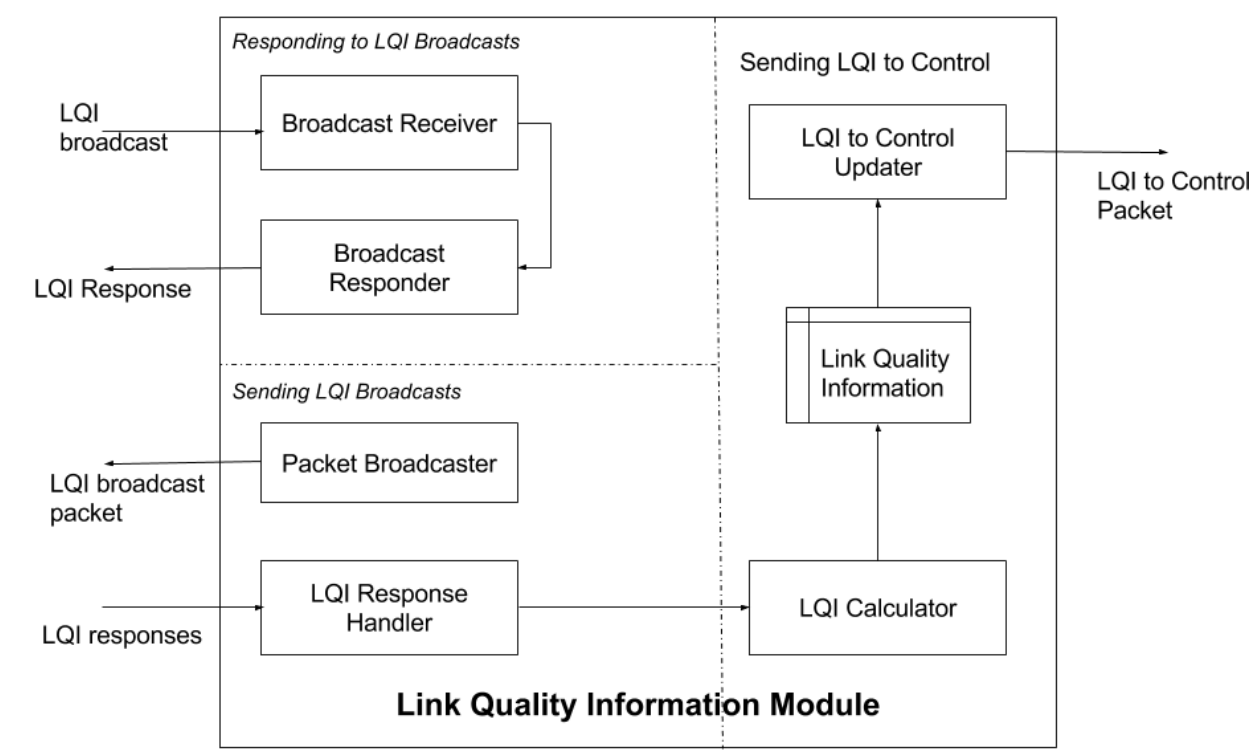 Responding to LQI Broadcasts
LQI
broadcast
Broadcast Receiver
Broadcast
Responder
LQI Response
Sending LQI Broadcasts
Packet Broadcaster
LQI broadcast
packet
LQI Response
Handler
LQI responses
Sending LQI to Control
LQI to Control
Updater
LQI to Control
Packet
Link Quality
Information
LQI Calculator
Link Quality Information Module